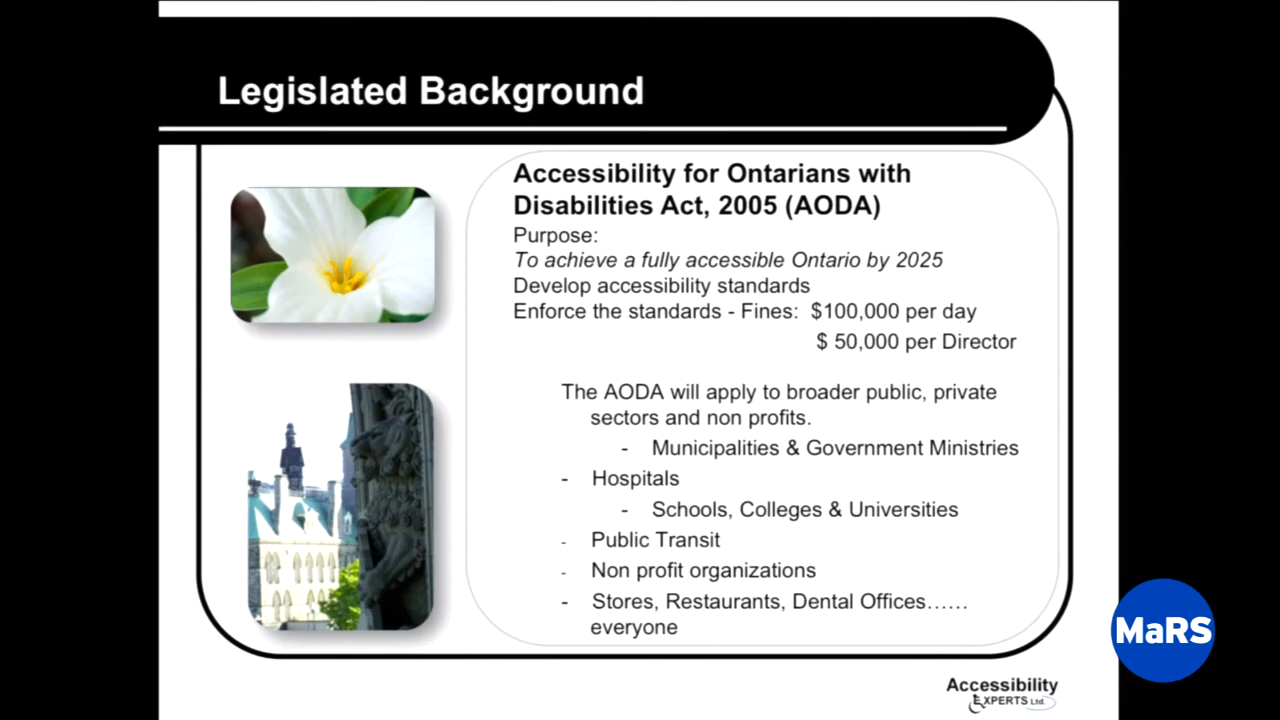 Legislated Background
Accessibility for Ontarians with
Disabilities Act, 2005 (AODA)
Purpose:
To achieve a fully accessible Ontario by 2025
Develop accessibility standards
Enforce the standards - Fines: $100,000 per day
$ 50,000 per Director
The AODA will apply to broader public, private
sectors and non profits.
- Municipalities & Government Ministries
- Hospitals
- Schools, Colleges & Universities
- Public Transit
- Non profit organizations
- Stores, Restaurants, Dental Offices……
everyone
MaRS
Accessibility
EXPERTS Ltd.